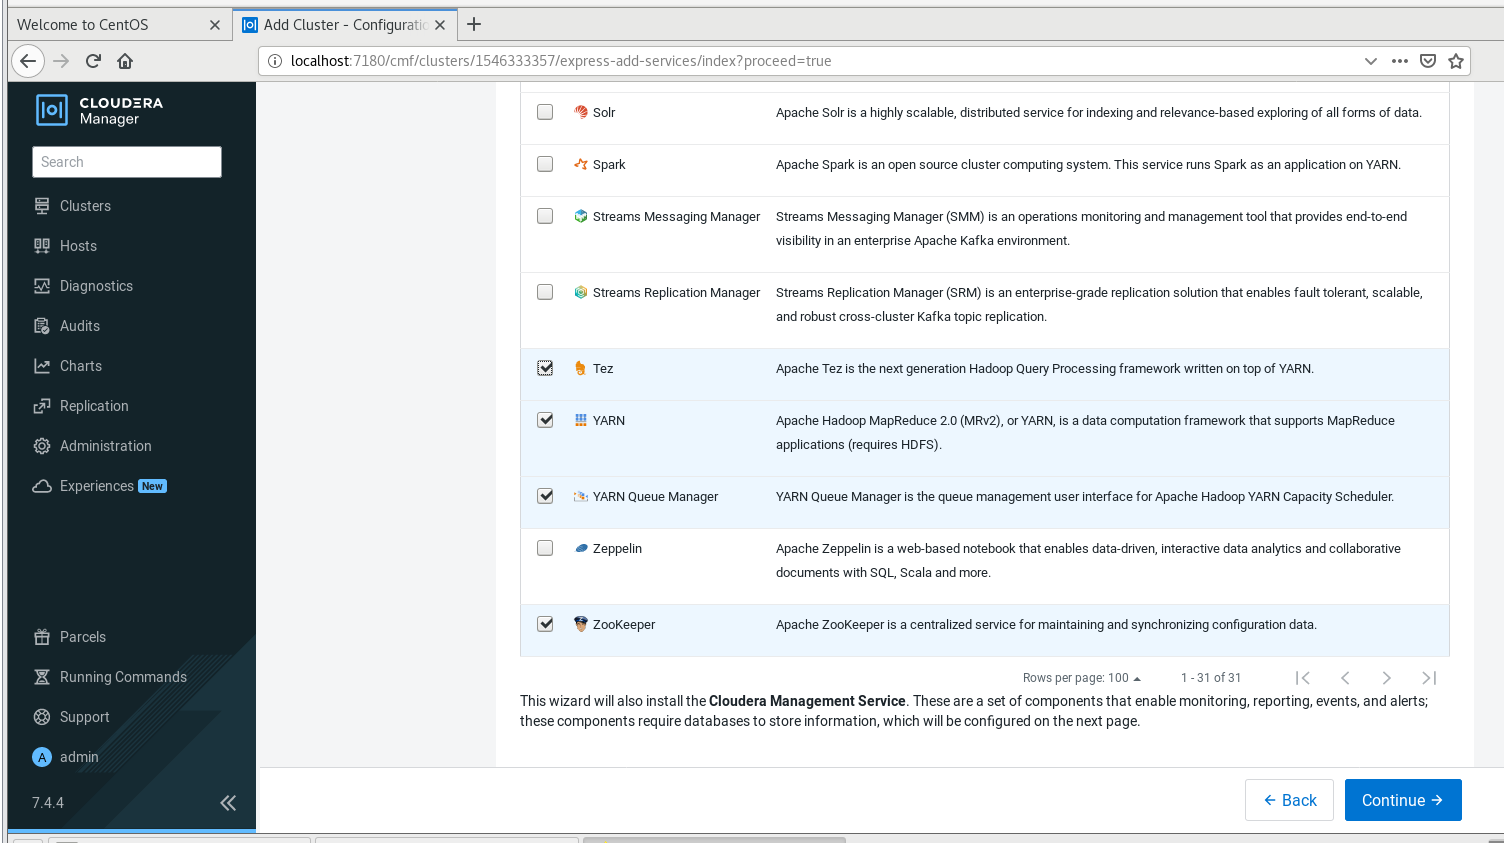 Welcome to CentOS
Add Cluster - Configuratio
localhost:7180/cmf/clusters/1546333357/express-add-services/index?proceed=true
CLOUDERA
Manager
Search
Clusters
Hosts
Diagnostics
Audits
Charts
Replication
Administration
Experiences New
Parcels
Running Commands
Support
A admin
7.4.4
Solr Apache Solr is a highly scalable, distributed service for indexing and relevance-based exploring of all forms of data.
Spark Apache Spark is an open source cluster computing system. This service runs Spark as an application on YARN.
Streams Messaging Manager Streams Messaging Manager (SMM) is an operations monitoring and management tool that provides end-to-end
visibility in an enterprise Apache Kafka environment.
Streams Replication Manager Streams Replication Manager (SRM) is an enterprise-grade replication solution that enables fault tolerant, scalable,
and robust cross-cluster Kafka topic replication.
Tez Apache Tez is the next generation Hadoop Query Processing framework written on top of YARN.
YARN Apache Hadoop MapReduce 2.0 (MRv2), or YARN, is a data computation framework that supports MapReduce
applications (requires HDFS).
YARN Queue Manager YARN Queue Manager is the queue management user interface for Apache Hadoop YARN Capacity Scheduler.
Zeppelin Apache Zeppelin is a web-based notebook that enables data-driven, interactive data analytics and collaborative
documents with SQL, Scala and more.
ZooKeeper Apache ZooKeeper is a centralized service for maintaining and synchronizing configuration data.
Rows per page: 100 1 - 31 of 31
This wizard will also install the Cloudera Management Service. These are a set of components that enable monitoring, reporting, events, and alerts;
these components require databases to store information, which will be configured on the next page.
Back Continue